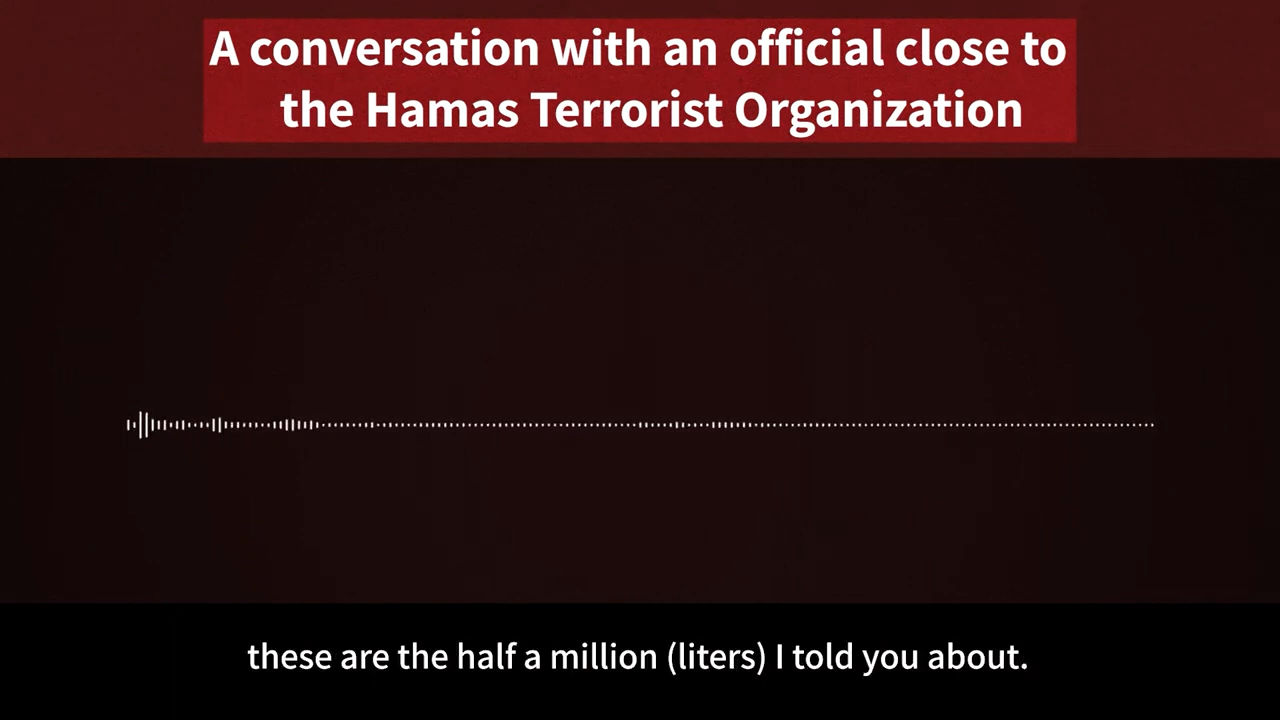 A conversation with an official close to
the Hamas Terrorist Organization
these are the half a million (liters) I told you about.